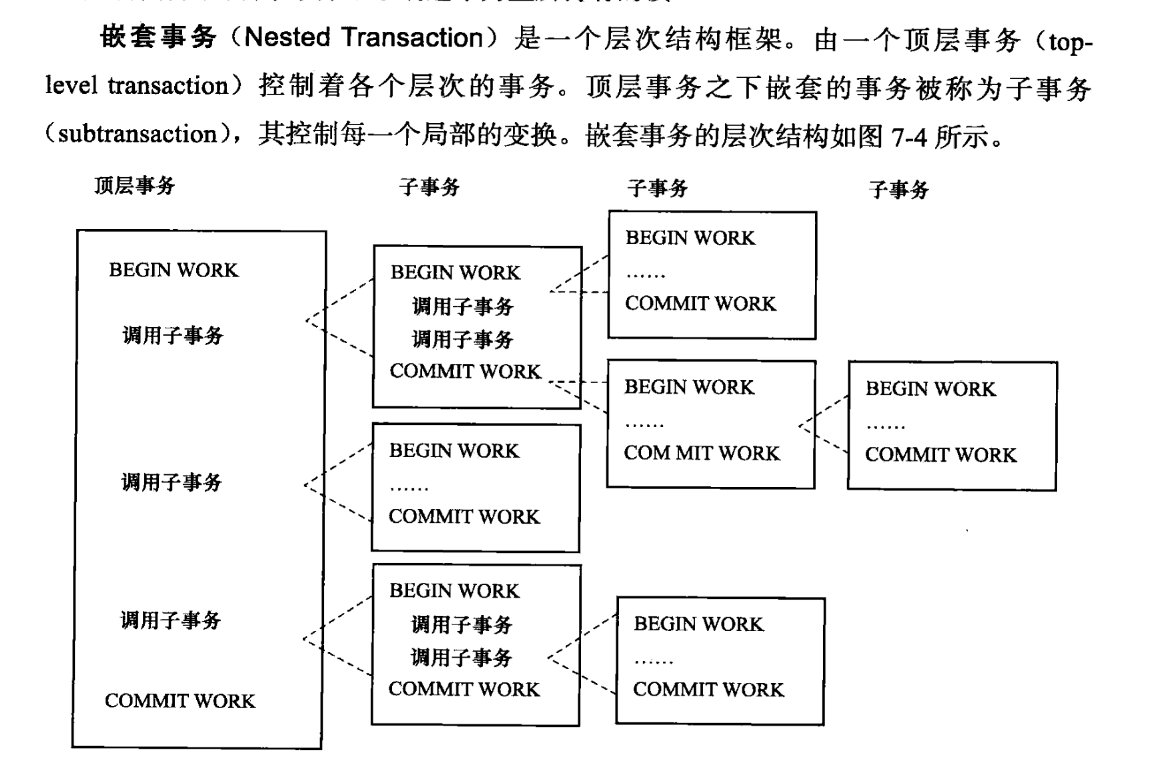 嵌套事务（Nested Transaction）是一个层次结构框架。由一个顶层事务（top-
level transaction）控制着各个层次的事务。顶层事务之下嵌套的事务被称为子事务
（subtransaction），其控制每一个局部的变换。嵌套事务的层次结构如图 7-4 所示。
顶层事务
子事务
子事务
子事务
BEGIN WORK
调用子事务
调用子事务
调用子事务
COMMIT WORK
BEGIN WORK
调用子事务
调用子事务
COMMIT WORK
BEGIN WORK
......
COMMIT WORK
BEGIN WORK
......
COM MIT WORK
BEGIN WORK
......
COMMIT WORK
BEGIN WORK
......
COMMIT WORK
BEGIN WORK
调用子事务
调用子事务
COMMIT WORK
BEGIN WORK
......
COMMIT WORK